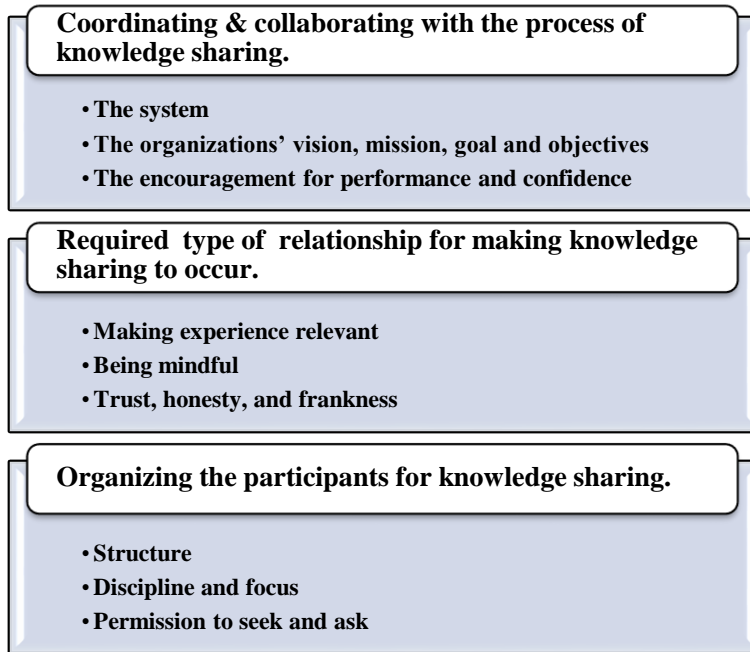 Coordinating & collaborating with the process of
knowledge sharing.
• The system
• The organizations’ vision, mission, goal and objectives
• The encouragement for performance and confidence
Required type of relationship for making knowledge
sharing to occur.
• Making experience relevant
• Being mindful
• Trust, honesty, and frankness
Organizing the participants for knowledge sharing.
• Structure
• Discipline and focus
• Permission to seek and ask